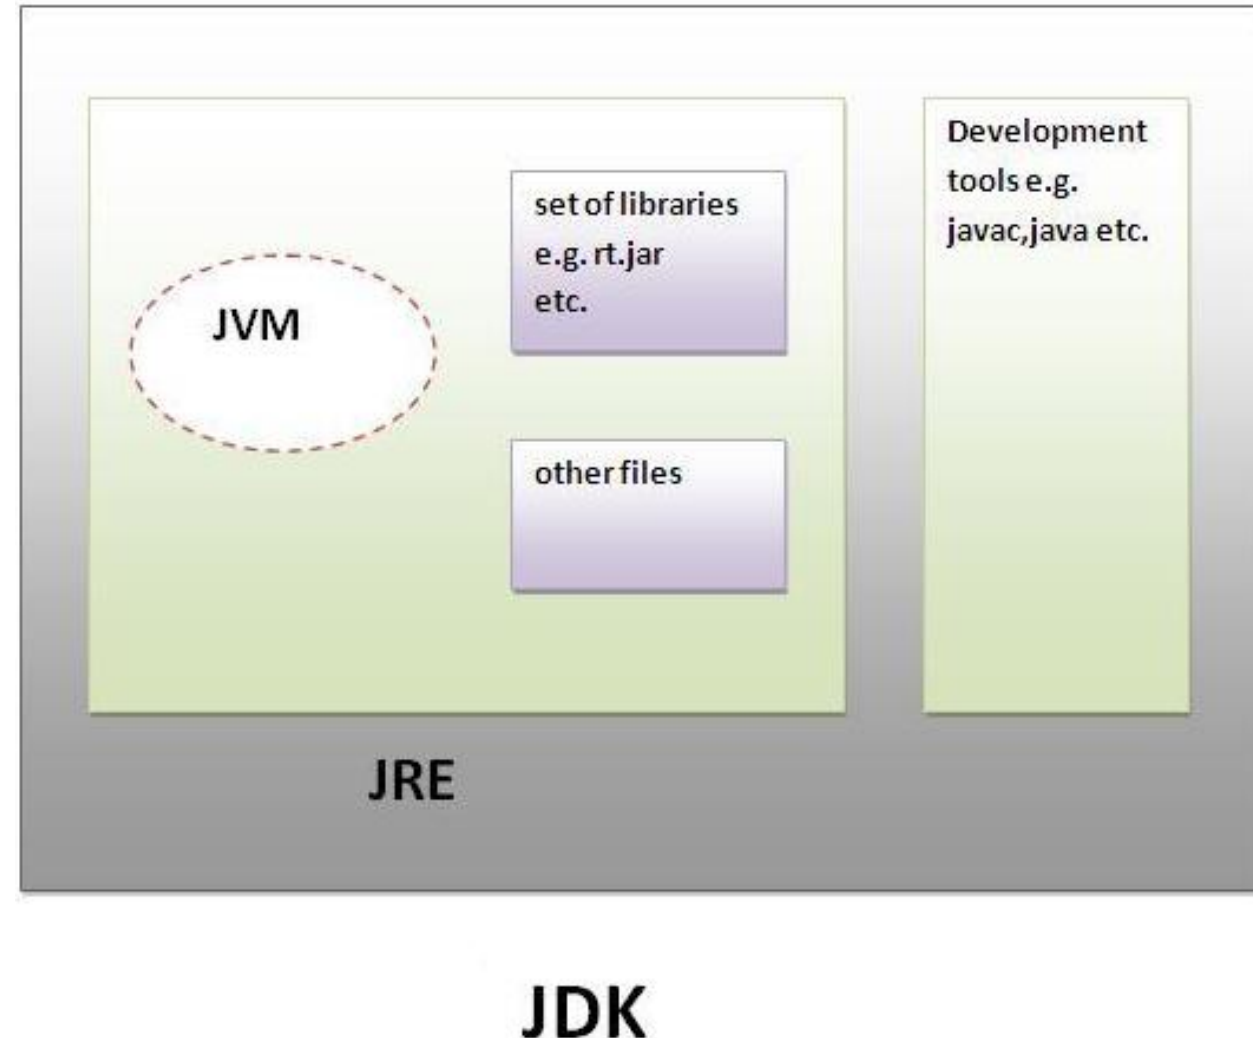 JVM
set of libraries
e.g. rt.jar
etc.
other files
Development
tools e.g.
javac,java etc.
JRE
JDK